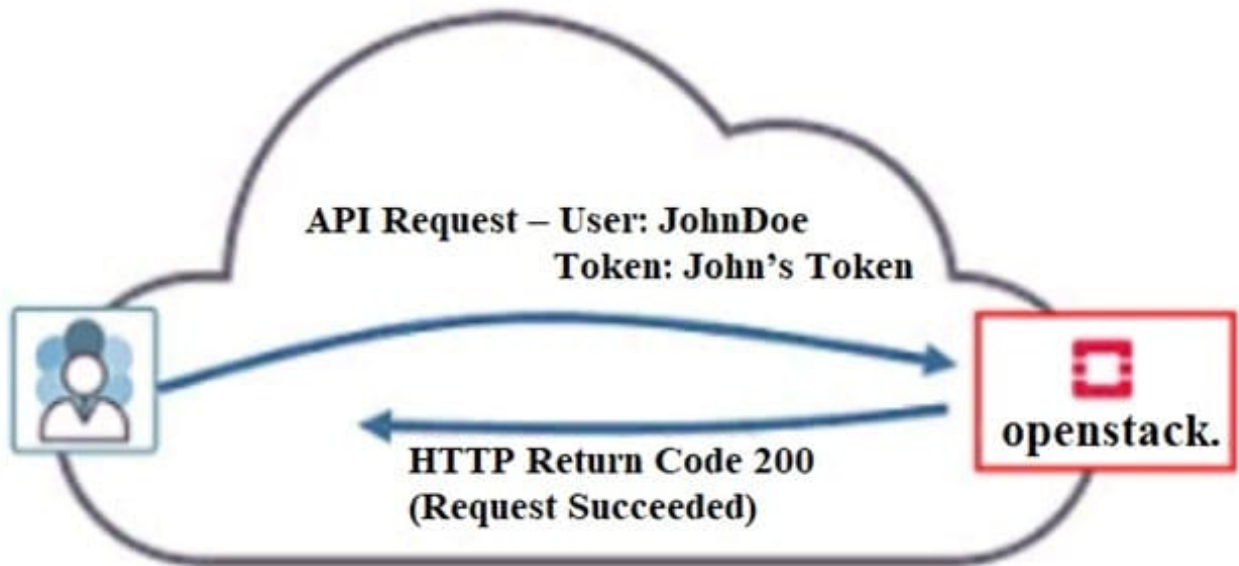 API Request – User: JohnDoe
Token: John’s Token
openstack.
HTTP Return Code 200
(Request Succeeded)